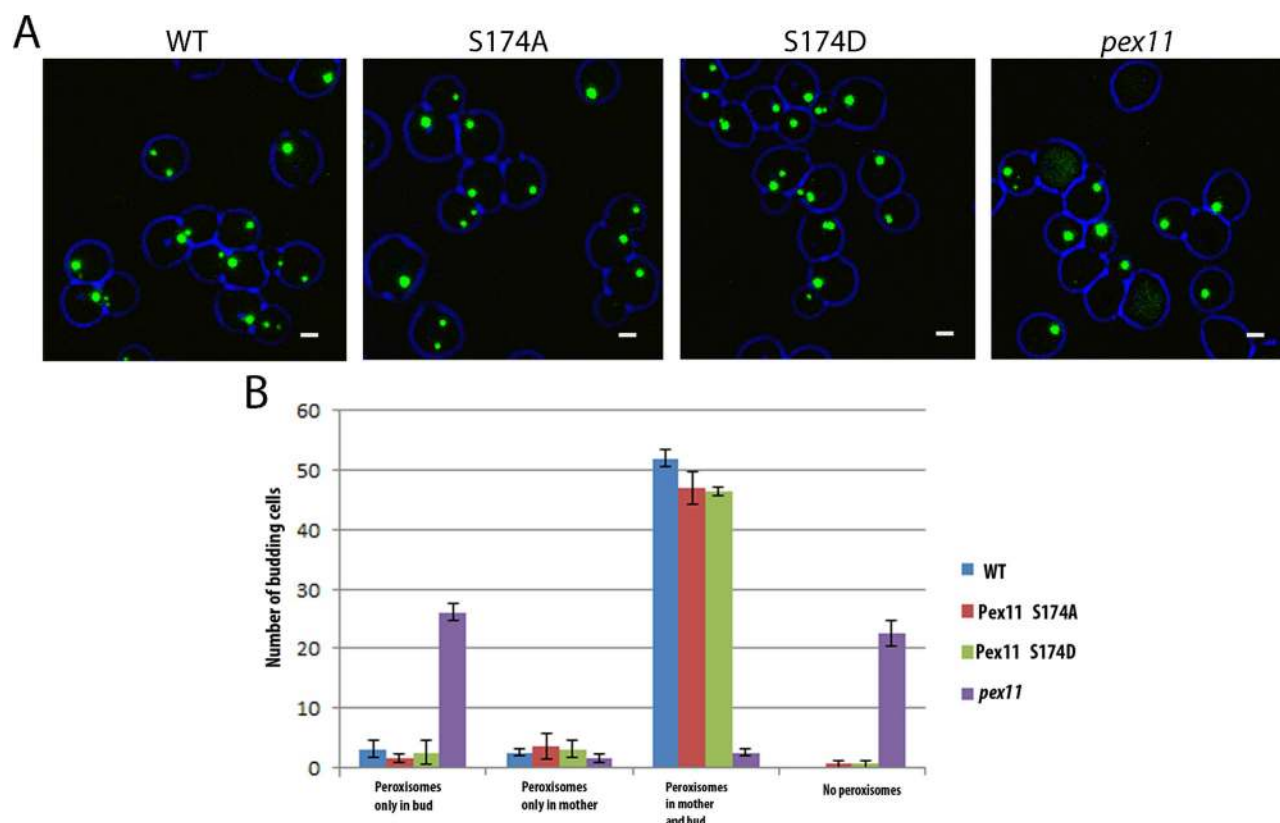 A
WT
S174A
S174D
pex11
B
60
50
40
30
20
10
0
Number of budding cells
Peroxisomes
only in bud
Peroxisomes
only in mother
Peroxisomes
in mother
and bud
No peroxisomes
WT
Pex11 S174A
Pex11 S174D
pex11